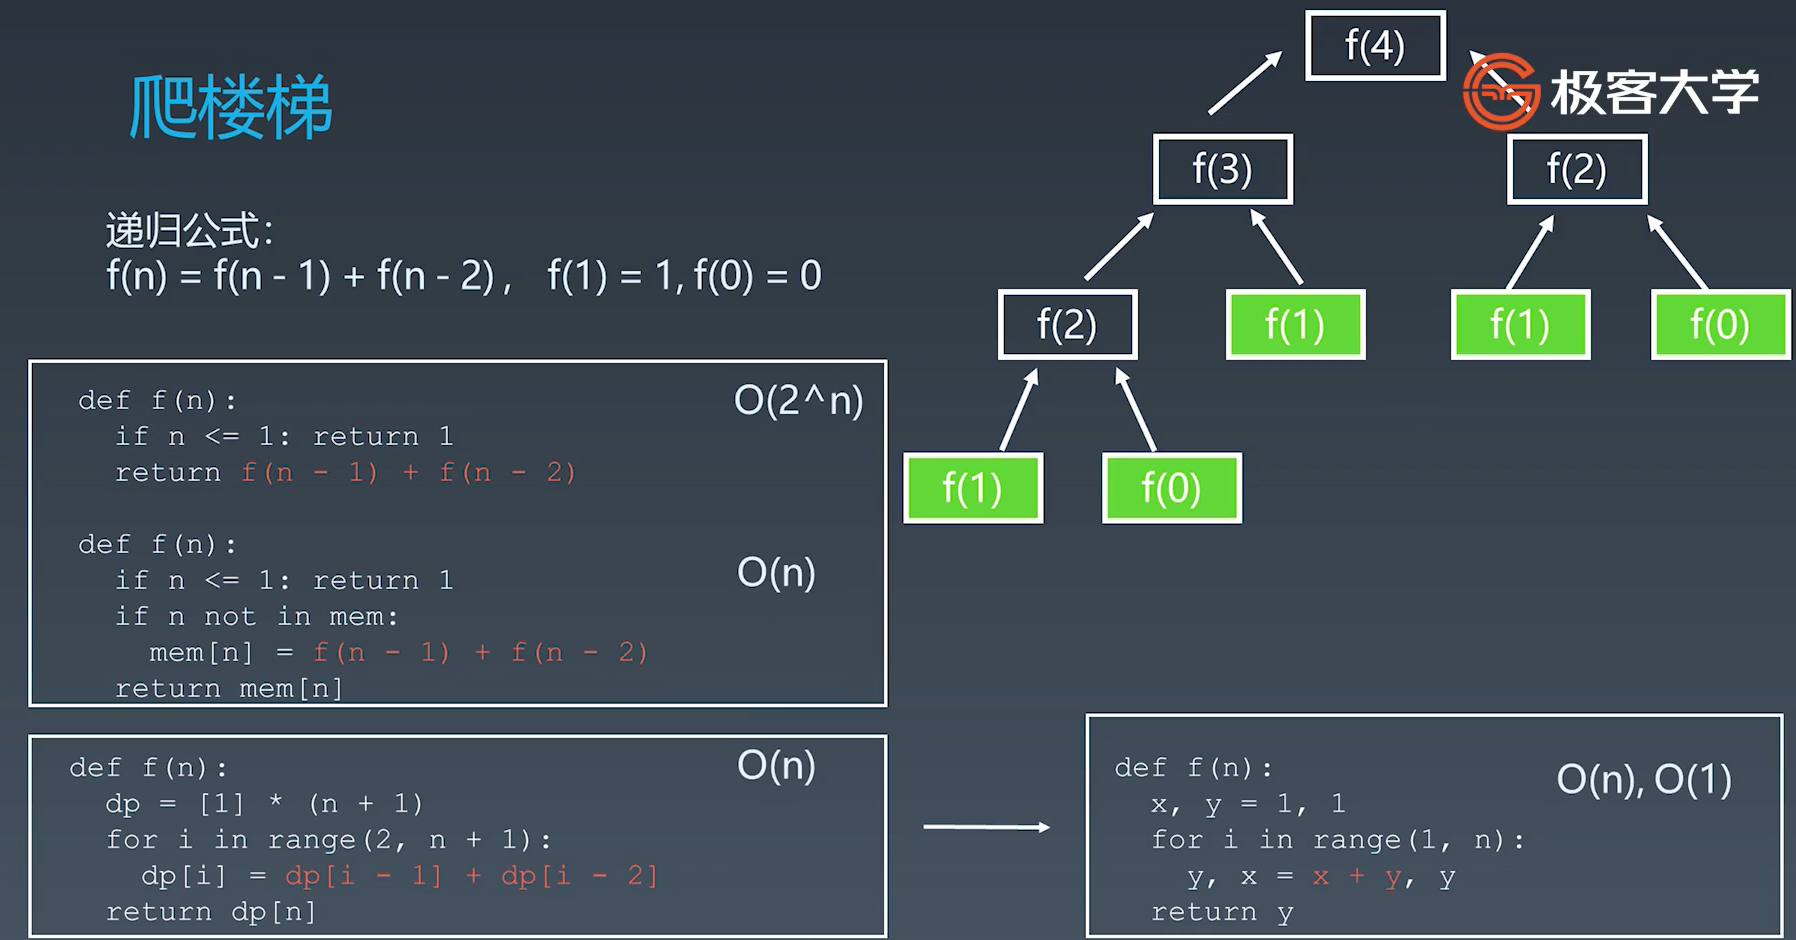 爬楼梯
递归公式：
f(n) = f(n - 1) + f(n - 2) ,   f(1) = 1, f(0) = 0
def f(n):
  if n <= 1: return 1
  return f(n - 1) + f(n - 2)
O(2^n)
def f(n):
  if n <= 1: return 1
  if n not in mem:
    mem[n] = f(n - 1) + f(n - 2)
  return mem[n]
O(n)
def f(n):
  dp = [1] * (n + 1)
  for i in range(2, n + 1):
    dp[i] = dp[i - 1] + dp[i - 2]
  return dp[n]
O(n)
def f(n):
  x, y = 1, 1
  for i in range(1, n):
    y, x = x + y, y
  return y
O(n), O(1)
f(4)
极客大学
f(3)
f(2)
f(2)
f(1)
f(1)
f(0)
f(1)
f(0)